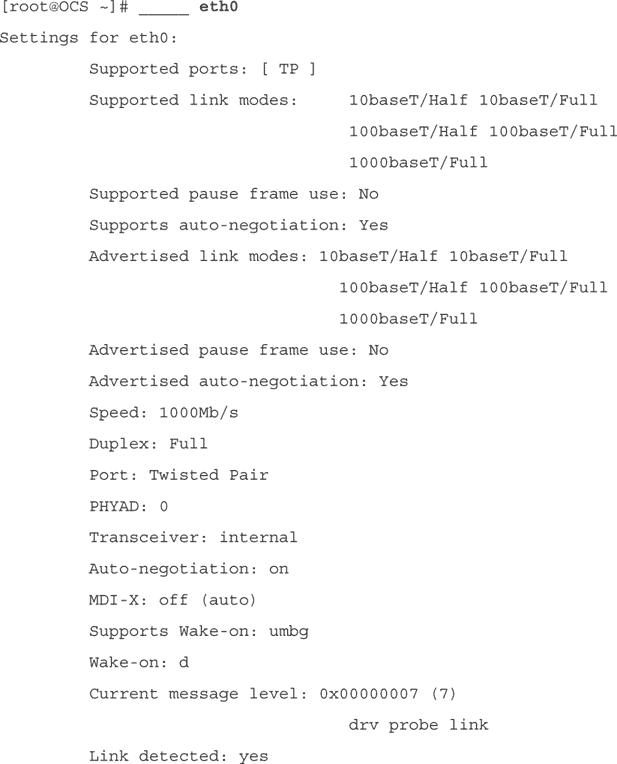 [root@OCS ~]# _____ eth0
Settings for eth0:
Supported ports: [ TP ]
Supported link modes: 10baseT/Half 10baseT/Full
100baseT/Half 100baseT/Full
1000baseT/Full
Supported pause frame use: No
Supports auto-negotiation: Yes
Advertised link modes: 10baseT/Half 10baseT/Full
100baseT/Half 100baseT/Full
1000baseT/Full
Advertised pause frame use: No
Advertised auto-negotiation: Yes
Speed: 1000Mb/s
Duplex: Full
Port: Twisted Pair
PHYAD: 0
Transceiver: internal
Auto-negotiation: on
MDI-X: off (auto)
Supports Wake-on: umbg
Wake-on: d
Current message level: 0x00000007 (7)
drv probe link
Link detected: yes